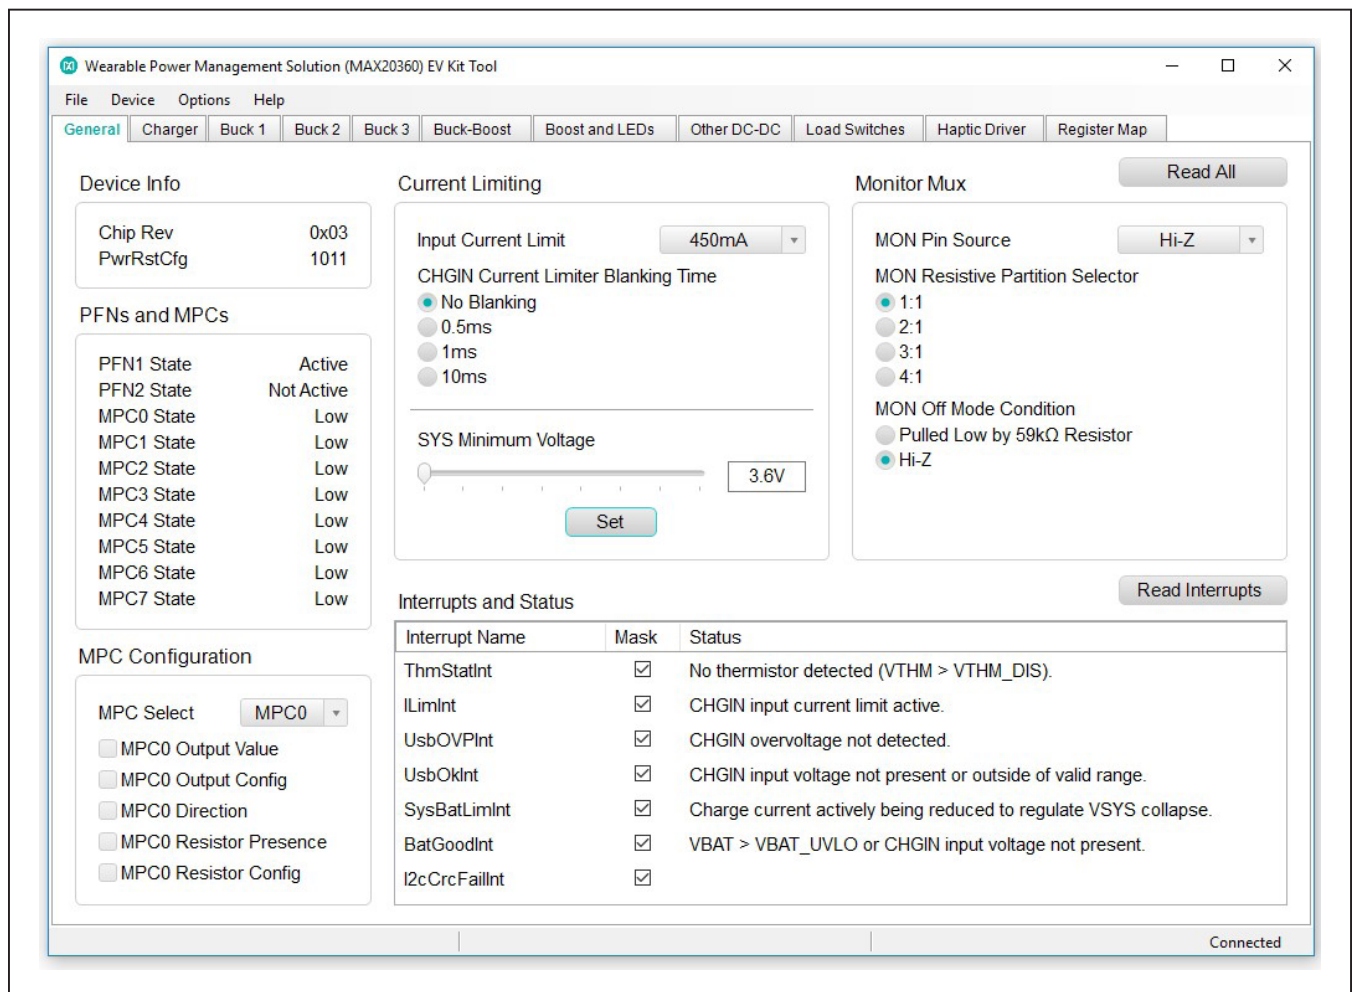 Wearable Power Management Solution (MAX20360) EV Kit Tool
File Device Options Help
General Charger Buck 1 Buck 2 Buck 3 Buck-Boost Boost and LEDs Other DC-DC Load Switches Haptic Driver Register Map
Read All
Device Info
Chip Rev 0x03
PwrRstCfg 1011
PFNs and MPCs
PFN1 State Active
PFN2 State Not Active
MPC0 State Low
MPC1 State Low
MPC2 State Low
MPC3 State Low
MPC4 State Low
MPC5 State Low
MPC6 State Low
MPC7 State Low
MPC Configuration
MPC Select MPC0
MPC0 Output Value
MPC0 Output Config
MPC0 Direction
MPC0 Resistor Presence
MPC0 Resistor Config
Current Limiting
Input Current Limit 450mA
CHGIN Current Limiter Blanking Time
No Blanking
0.5ms
1ms
10ms
SYS Minimum Voltage
3.6V
Set
Monitor Mux
MON Pin Source Hi-Z
MON Resistive Partition Selector
1:1
2:1
3:1
4:1
MON Off Mode Condition
Pulled Low by 59kΩ Resistor
Hi-Z
Read Interrupts
Interrupts and Status
Interrupt Name Mask Status
ThmStatInt No thermistor detected (VTHM > VTHM_DIS).
ILimInt CHGIN input current limit active.
UsbOVPInt CHGIN overvoltage not detected.
UsbOkInt CHGIN input voltage not present or outside of valid range.
SysBatLimInt Charge current actively being reduced to regulate VSYS collapse.
BatGoodInt VBAT > VBAT_UVLO or CHGIN input voltage not present.
I2cCrcFailInt
Connected